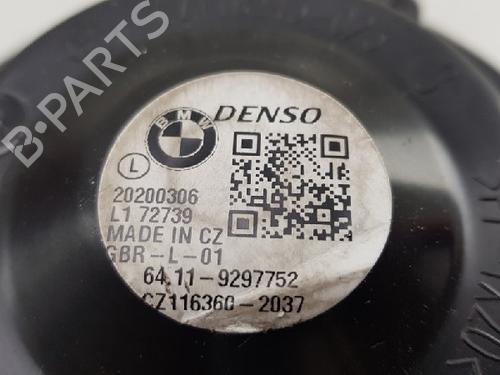 BMW
DENSO
L
20200306
L1 72739
MADE IN CZ
GBR-L-01
64.11-9297752
CZ116360-2037
B-PARTS